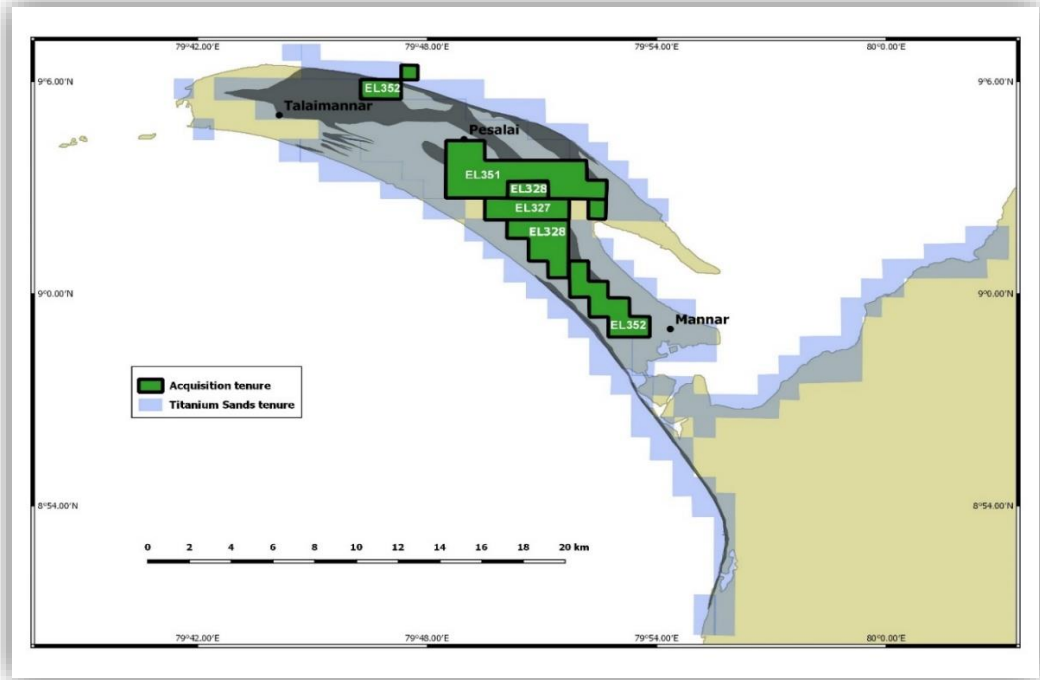 79°42.00'E 79°48.00'E 79°54.00'E 80°0.00'E
9°6.00'N 9°6.00'N
EL352
Talaimannar
Pesalai
EL351
EL328
EL327
EL328
9°0.00'N 9°0.00'N
EL352
Mannar
Acquisition tenure
Titanium Sands tenure
8°54.00'N 8°54.00'N
0 2 4 6 8 10 12 14 16 18 20 km
79°42.00'E 79°48.00'E 79°54.00'E 80°0.00'E